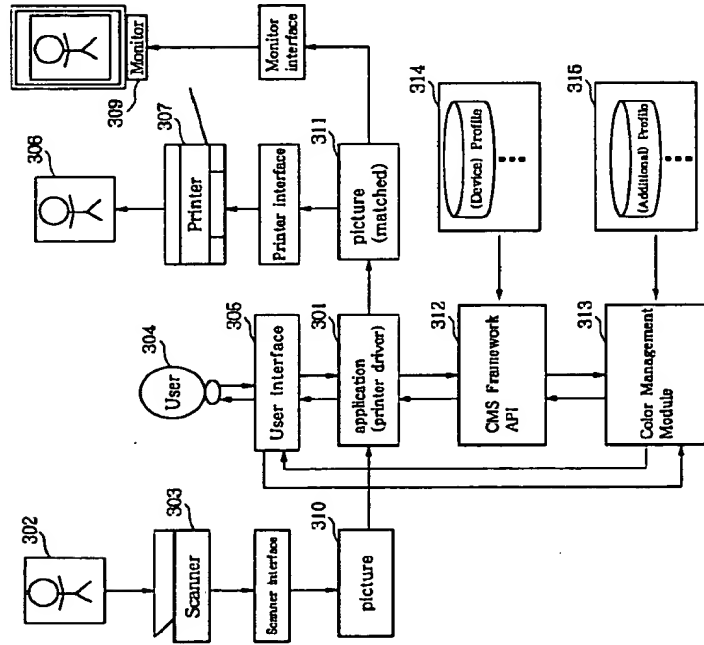 302
303
Scanner
Scanner interface
310
picture
304
User
305
User interface
301
application
(printer driver)
312
CMS Framework
API
313
Color Management
Module
306
307
Printer
Printer interface
311
picture
(matched)
309
Monitor
Monitor
interface
314
(Device) Profile
315
(Additional) Profile